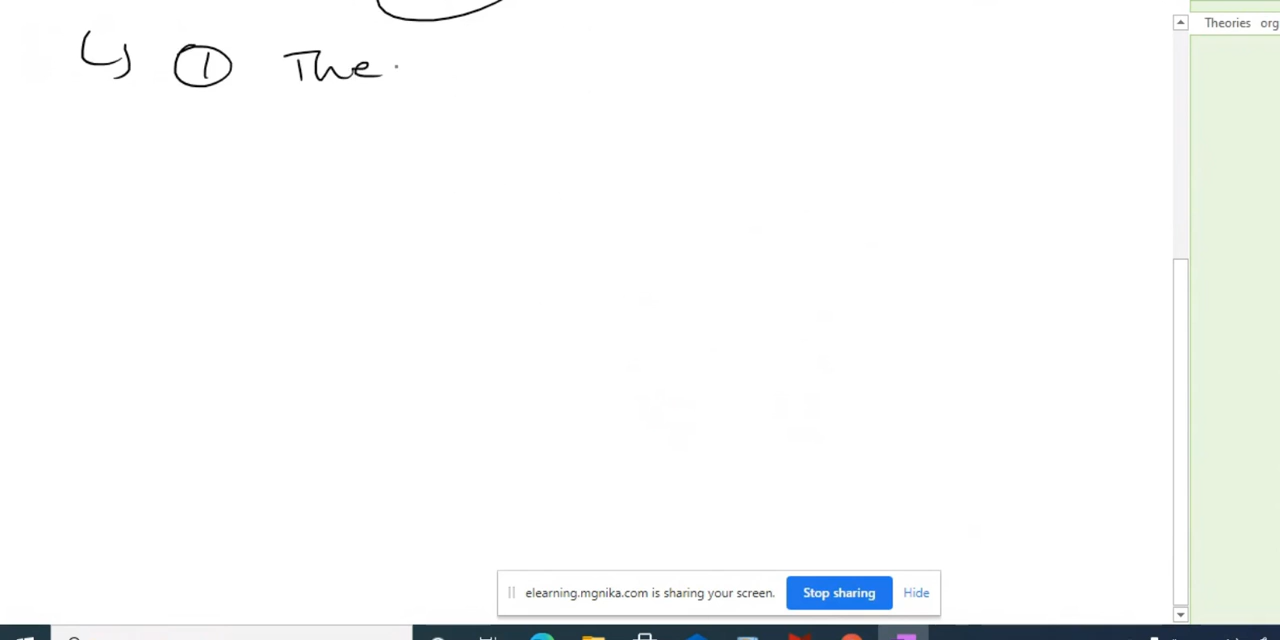 Theories org
① The
elearning.mgnika.com is sharing your screen. Stop sharing Hide